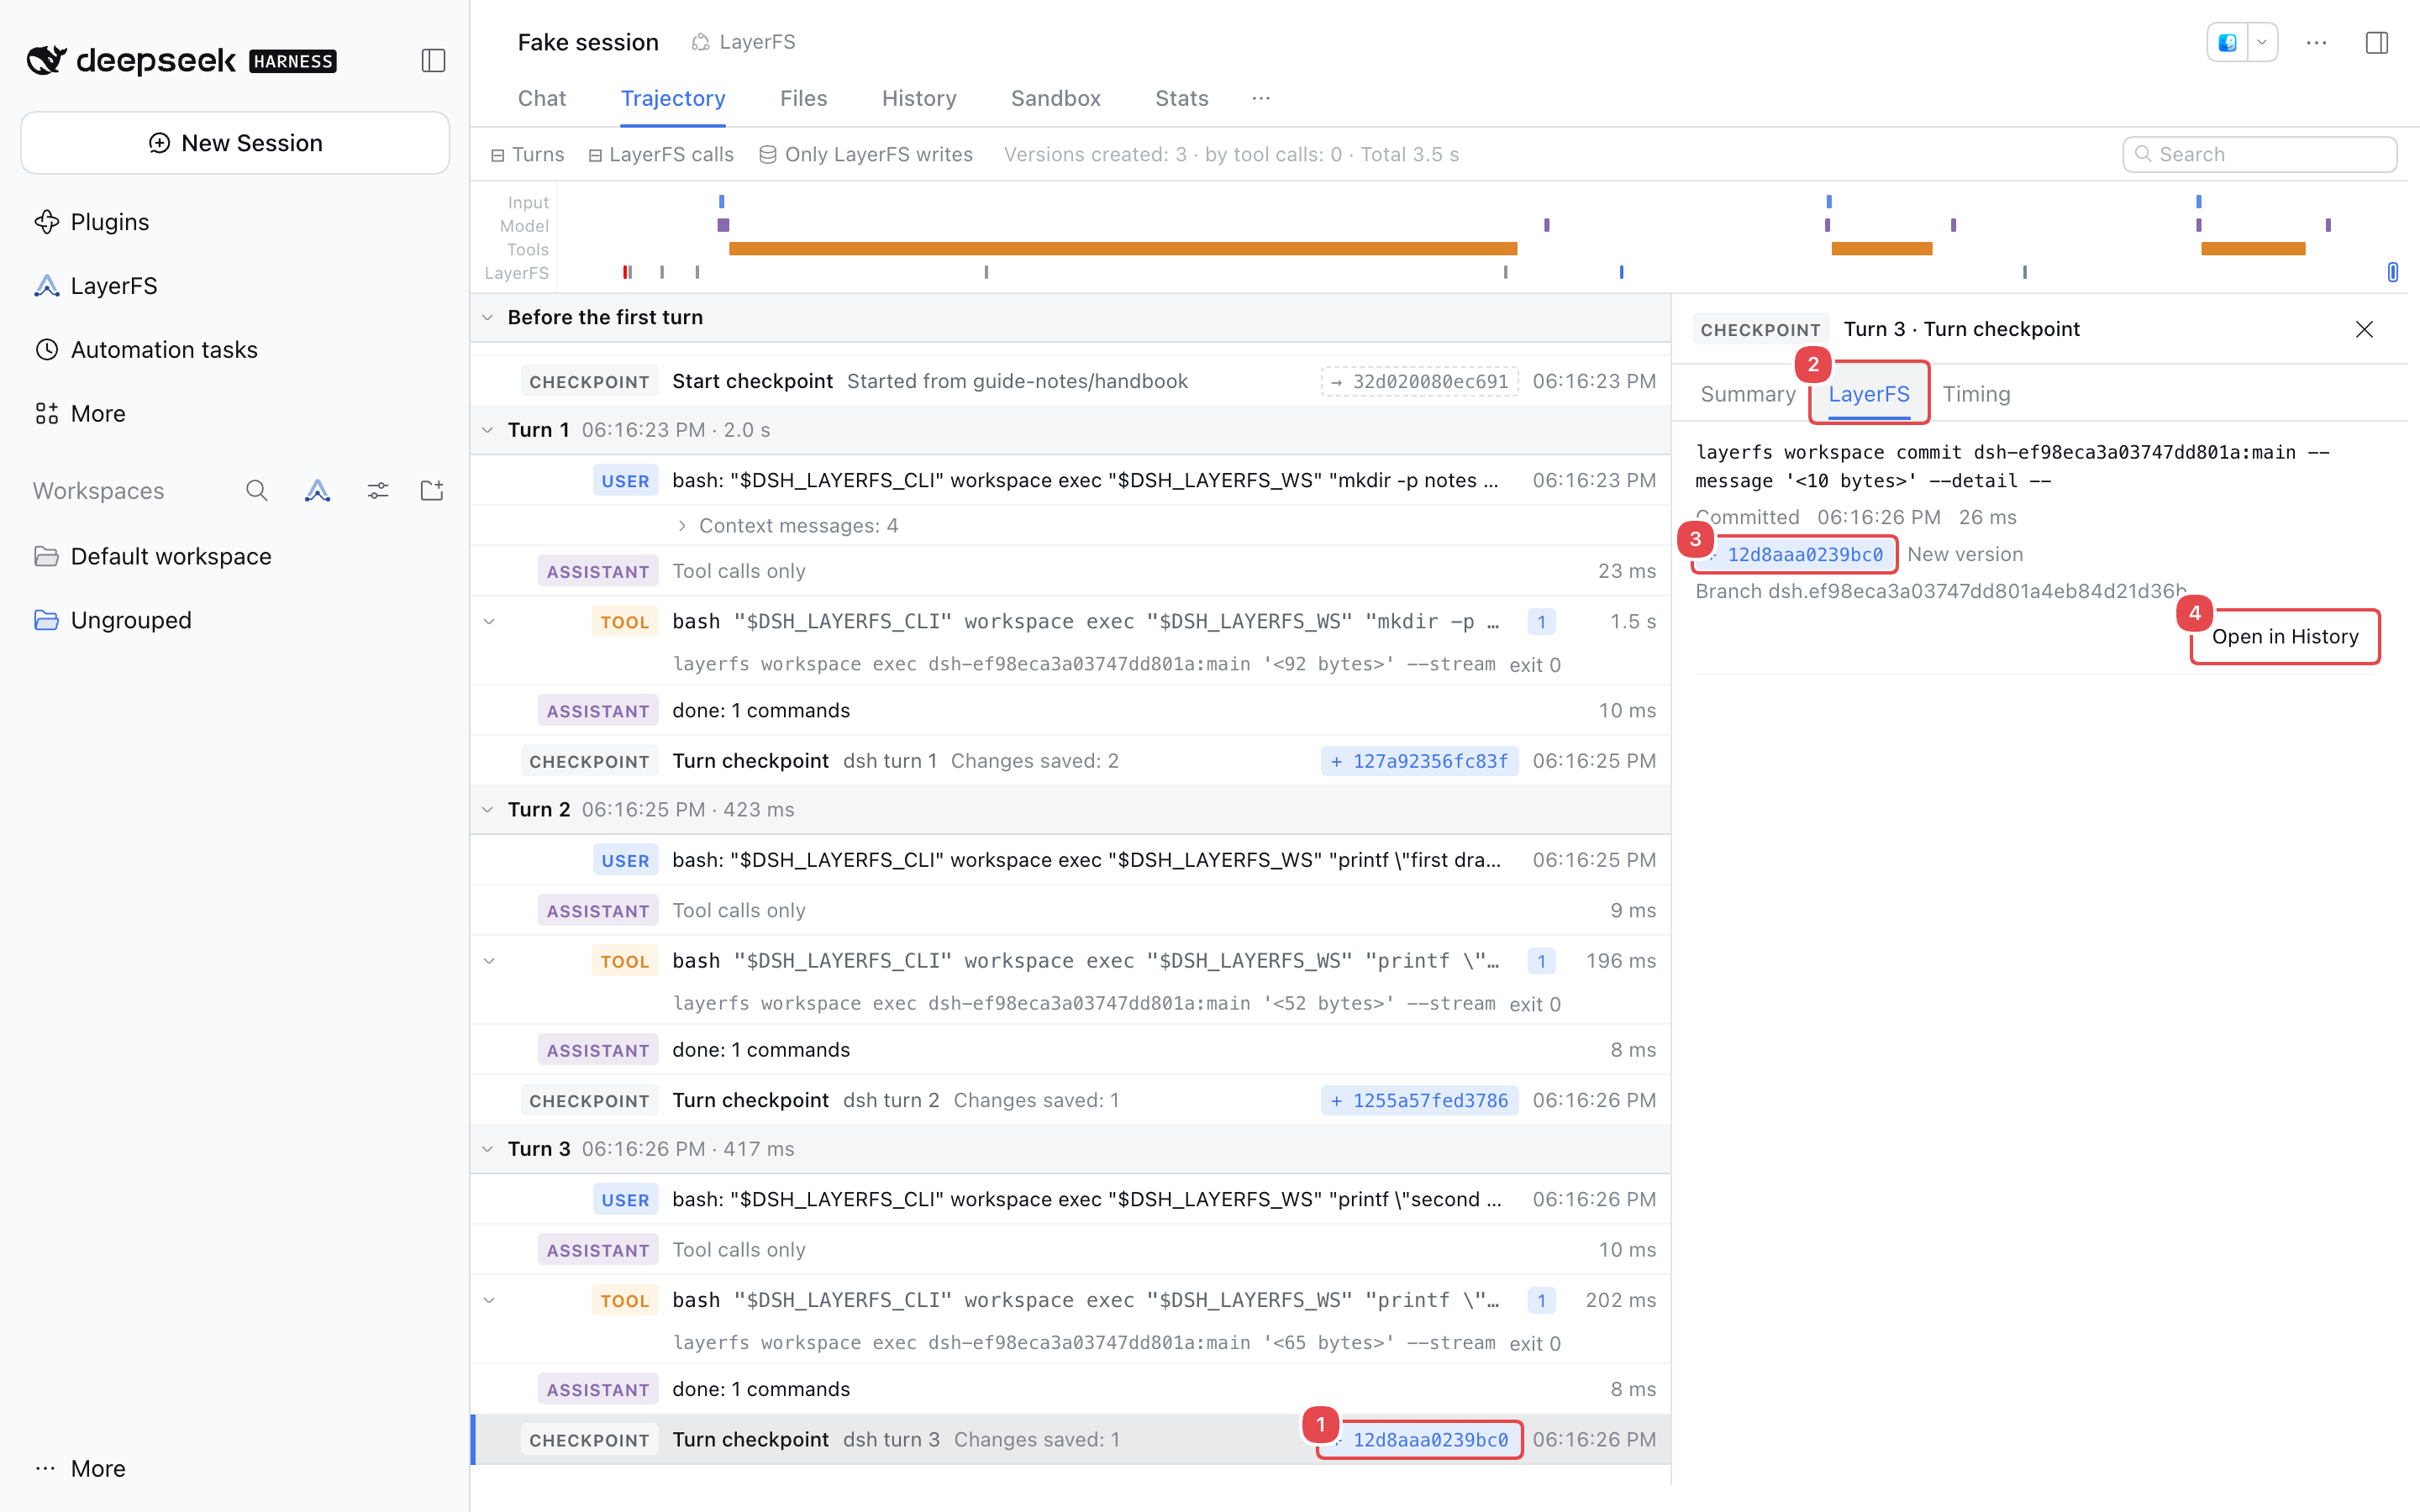 deepseek HARNESS
New Session
Plugins
LayerFS
Automation tasks
More
Workspaces
Default workspace
Ungrouped
··· More
Fake session LayerFS
Chat Trajectory Files History Sandbox Stats ···
Turns LayerFS calls Only LayerFS writes Versions created: 3 · by tool calls: 0 · Total 3.5 s Search
Input
Model
Tools
LayerFS
Before the first turn
CHECKPOINT Start checkpoint Started from guide-notes/handbook → 32d020080ec691 06:16:23 PM
Turn 1 06:16:23 PM · 2.0 s
USER bash: "$DSH_LAYERFS_CLI" workspace exec "$DSH_LAYERFS_WS" "mkdir -p notes ... 06:16:23 PM
Context messages: 4
ASSISTANT Tool calls only 23 ms
TOOL bash "$DSH_LAYERFS_CLI" workspace exec "$DSH_LAYERFS_WS" "mkdir -p … 1 1.5 s
layerfs workspace exec dsh-ef98eca3a03747dd801a:main '<92 bytes>' --stream exit 0
ASSISTANT done: 1 commands 10 ms
CHECKPOINT Turn checkpoint dsh turn 1 Changes saved: 2 + 127a92356fc83f 06:16:25 PM
Turn 2 06:16:25 PM · 423 ms
USER bash: "$DSH_LAYERFS_CLI" workspace exec "$DSH_LAYERFS_WS" "printf \"first dra... 06:16:25 PM
ASSISTANT Tool calls only 9 ms
TOOL bash "$DSH_LAYERFS_CLI" workspace exec "$DSH_LAYERFS_WS" "printf \"… 1 196 ms
layerfs workspace exec dsh-ef98eca3a03747dd801a:main '<52 bytes>' --stream exit 0
ASSISTANT done: 1 commands 8 ms
CHECKPOINT Turn checkpoint dsh turn 2 Changes saved: 1 + 1255a57fed3786 06:16:26 PM
Turn 3 06:16:26 PM · 417 ms
USER bash: "$DSH_LAYERFS_CLI" workspace exec "$DSH_LAYERFS_WS" "printf \"second ... 06:16:26 PM
ASSISTANT Tool calls only 10 ms
TOOL bash "$DSH_LAYERFS_CLI" workspace exec "$DSH_LAYERFS_WS" "printf \"… 1 202 ms
layerfs workspace exec dsh-ef98eca3a03747dd801a:main '<65 bytes>' --stream exit 0
ASSISTANT done: 1 commands 8 ms
CHECKPOINT Turn checkpoint dsh turn 3 Changes saved: 1 1 12d8aaa0239bc0 06:16:26 PM
CHECKPOINT Turn 3 · Turn checkpoint
2
Summary LayerFS Timing
layerfs workspace commit dsh-ef98eca3a03747dd801a:main --
message '<10 bytes>' --detail --
Committed 06:16:26 PM 26 ms
3 12d8aaa0239bc0 New version
Branch dsh.ef98eca3a03747dd801a4eb84d21d36b
4
Open in History